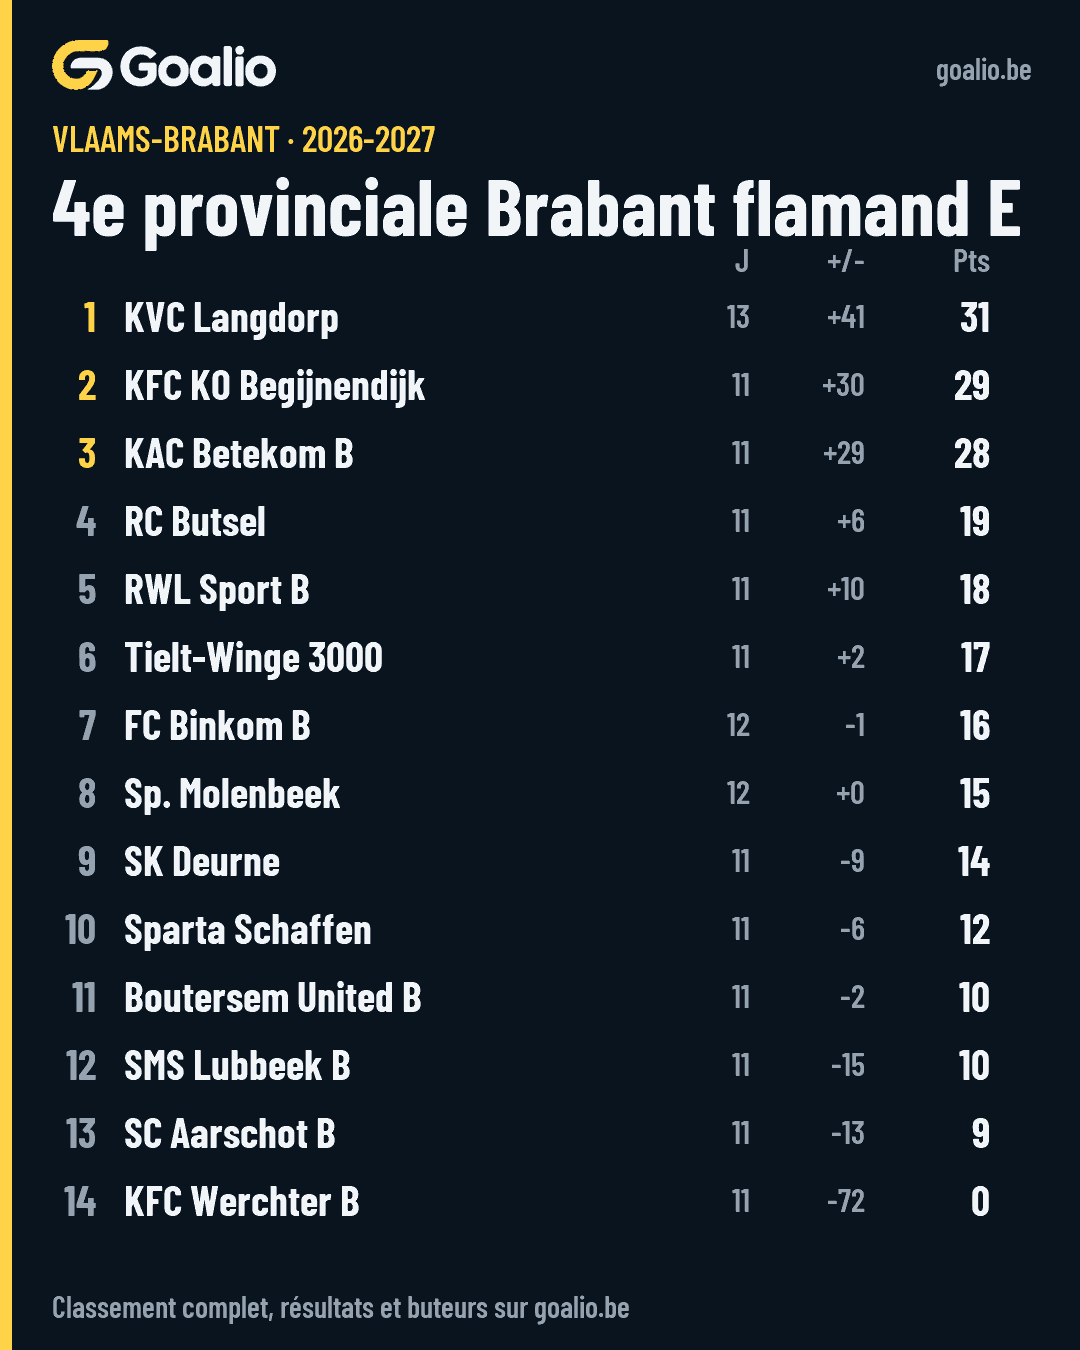 Goalio
goalio.be
VLAAMS-BRABANT · 2026-2027
4e provinciale Brabant flamand E
J +/- Pts
1 KVC Langdorp 13 +41 31
2 KFC KO Begijnendijk 11 +30 29
3 KAC Betekom B 11 +29 28
4 RC Butsel 11 +6 19
5 RWL Sport B 11 +10 18
6 Tielt-Winge 3000 11 +2 17
7 FC Binkom B 12 -1 16
8 Sp. Molenbeek 12 +0 15
9 SK Deurne 11 -9 14
10 Sparta Schaffen 11 -6 12
11 Boutersem United B 11 -2 10
12 SMS Lubbeek B 11 -15 10
13 SC Aarschot B 11 -13 9
14 KFC Werchter B 11 -72 0
Classement complet, résultats et buteurs sur goalio.be